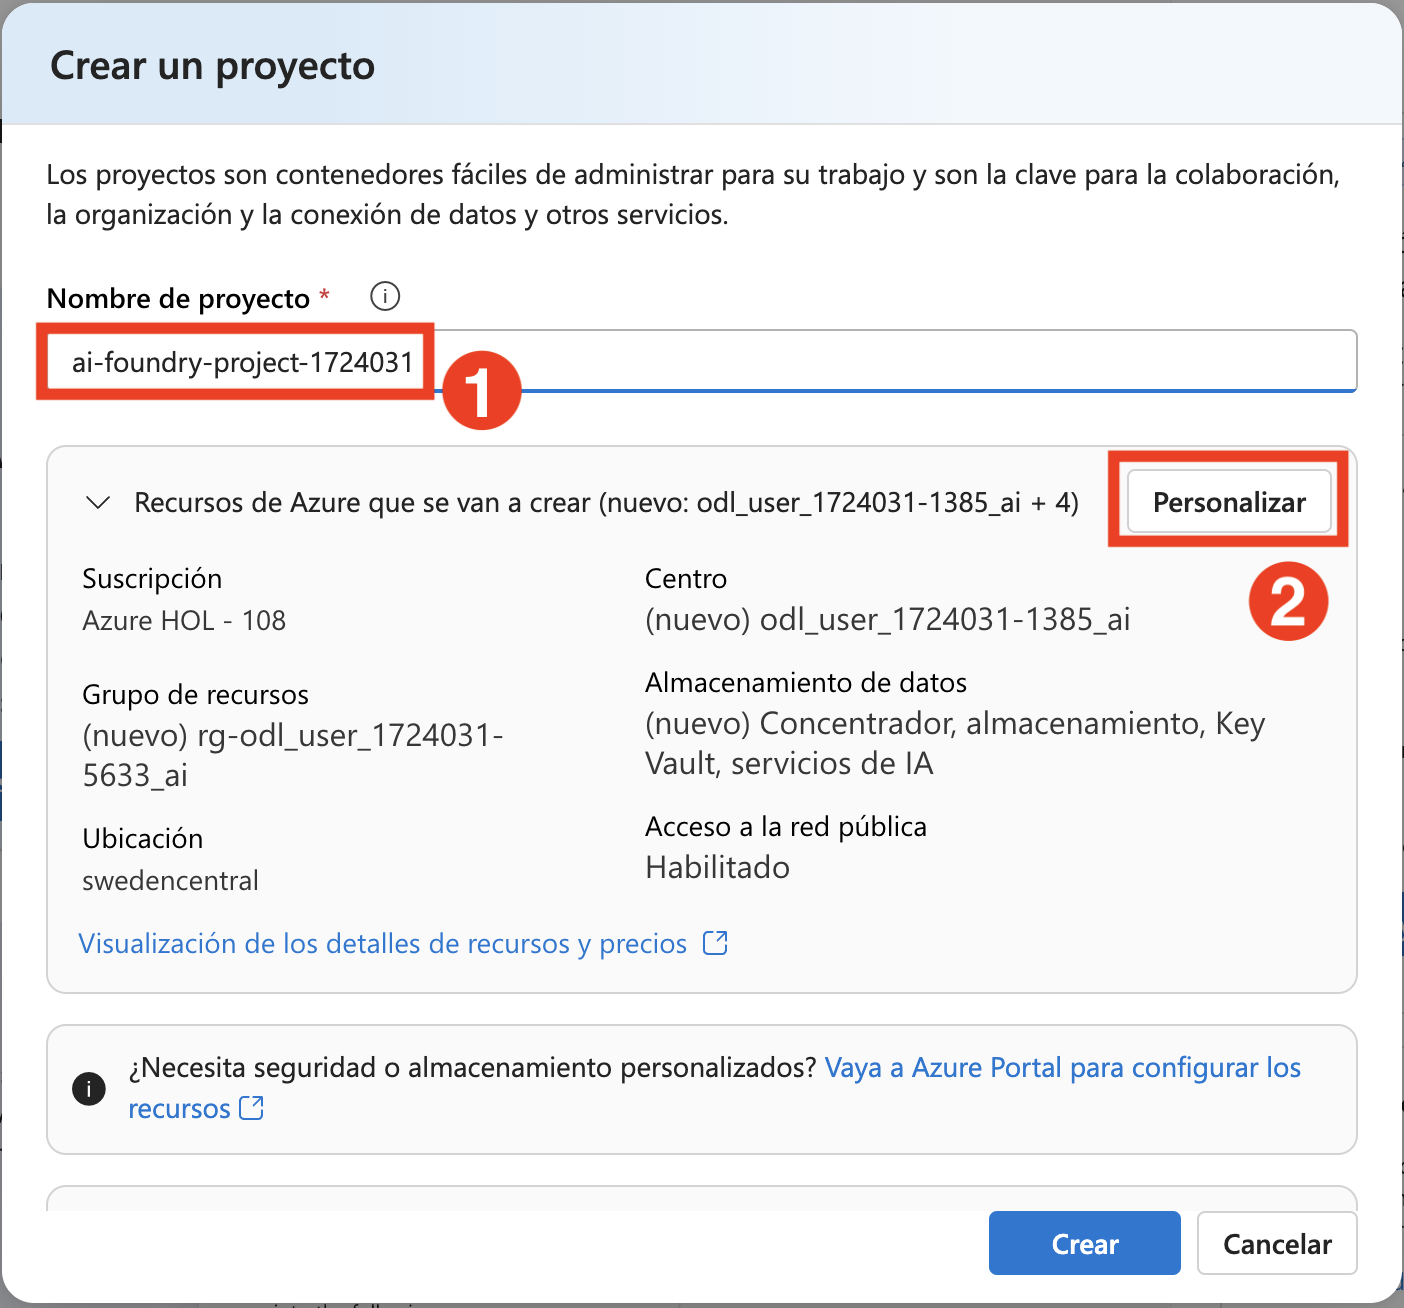 Crear un proyecto
Los proyectos son contenedores fáciles de administrar para su trabajo y son la clave para la colaboración,
la organización y la conexión de datos y otros servicios.
Nombre de proyecto *
ai-foundry-project-1724031
1
Recursos de Azure que se van a crear (nuevo: odl_user_1724031-1385_ai + 4)
Personalizar
2
Suscripción
Azure HOL - 108
Grupo de recursos
(nuevo) rg-odl_user_1724031-
5633_ai
Ubicación
swedencentral
Centro
(nuevo) odl_user_1724031-1385_ai
Almacenamiento de datos
(nuevo) Concentrador, almacenamiento, Key
Vault, servicios de IA
Acceso a la red pública
Habilitado
Visualización de los detalles de recursos y precios
¿Necesita seguridad o almacenamiento personalizados? Vaya a Azure Portal para configurar los
recursos
Crear
Cancelar